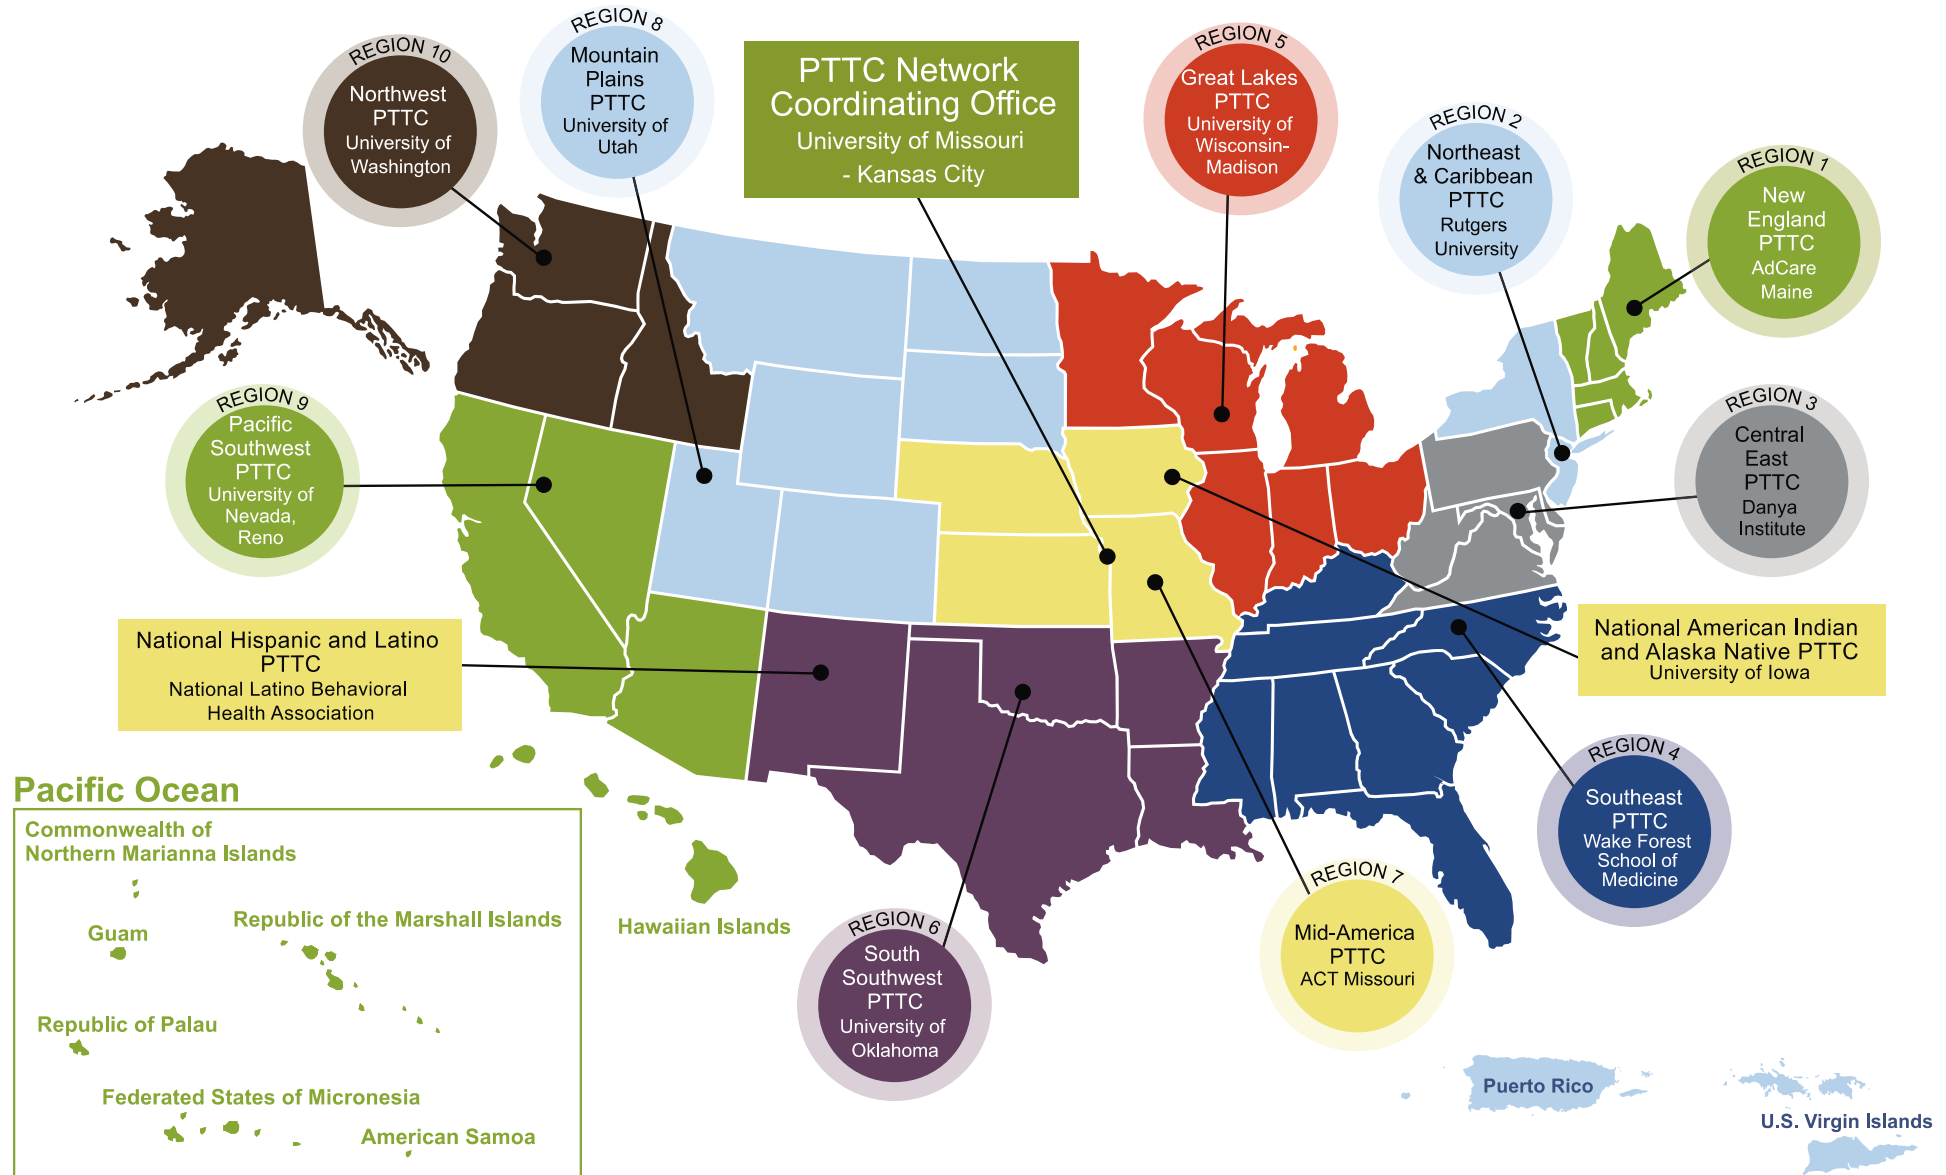 REGION 10
Northwest
PTTC
University of
Washington
REGION 8
Mountain
Plains
PTTC
University of
Utah
PTTC Network
Coordinating Office
University of Missouri
- Kansas City
REGION 5
Great Lakes
PTTC
University of
Wisconsin-
Madison
REGION 2
Northeast
& Caribbean
PTTC
Rutgers
University
REGION 1
New
England
PTTC
AdCare
Maine
REGION 9
Pacific
Southwest
PTTC
University of
Nevada,
Reno
REGION 3
Central
East
PTTC
Danya
Institute
National Hispanic and Latino
PTTC
National Latino Behavioral
Health Association
National American Indian
and Alaska Native PTTC
University of Iowa
REGION 4
Southeast
PTTC
Wake Forest
School of
Medicine
REGION 7
Mid-America
PTTC
ACT Missouri
REGION 6
South
Southwest
PTTC
University of
Oklahoma
Pacific Ocean
Commonwealth of
Northern Marianna Islands
Guam
Republic of the Marshall Islands
Republic of Palau
Federated States of Micronesia
American Samoa
Hawaiian Islands
Puerto Rico
U.S. Virgin Islands